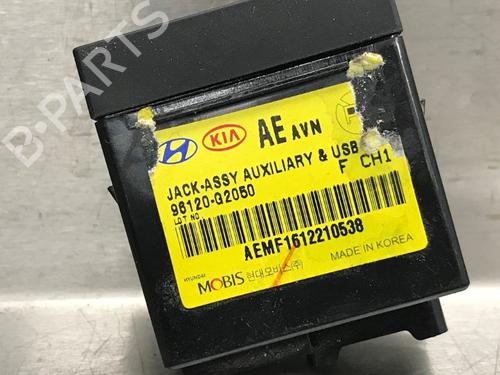 B-PARTS
KIA
AE AVN
JACK-ASSY AUXILIARY & USB
96120-G2050
F CH1
LOT NO
AEMF1612210538
HYUNDAI
MOBIS 현대모비스(주)
MADE IN KOREA